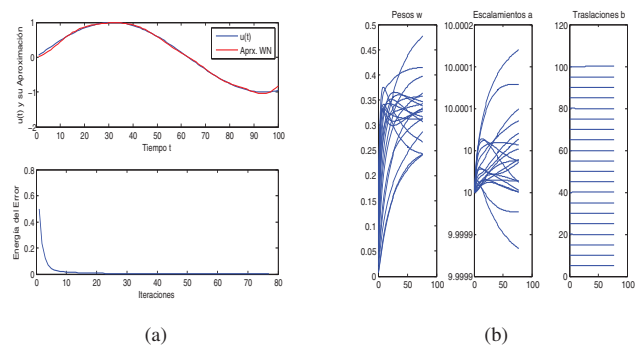 u(t) y su Aproximación
1
0
−1
−2
0 10 20 30 40 50 60 70 80 90 100
Tiempo t
u(t)
Aprx. WN
Energía del Error
0.8
0.6
0.4
0.2
0
0 10 20 30 40 50 60 70 80
Iteraciones
(a)
Pesos w
0.5
0.45
0.4
0.35
0.3
0.25
0.2
0.15
0.1
0.05
0
0 50 100
Escalamientos a
10.0001
10.0001
10
10
9.9999
9.9999
0 50 100
Traslaciones b
120
100
80
60
40
20
0
0 50 100
(b)